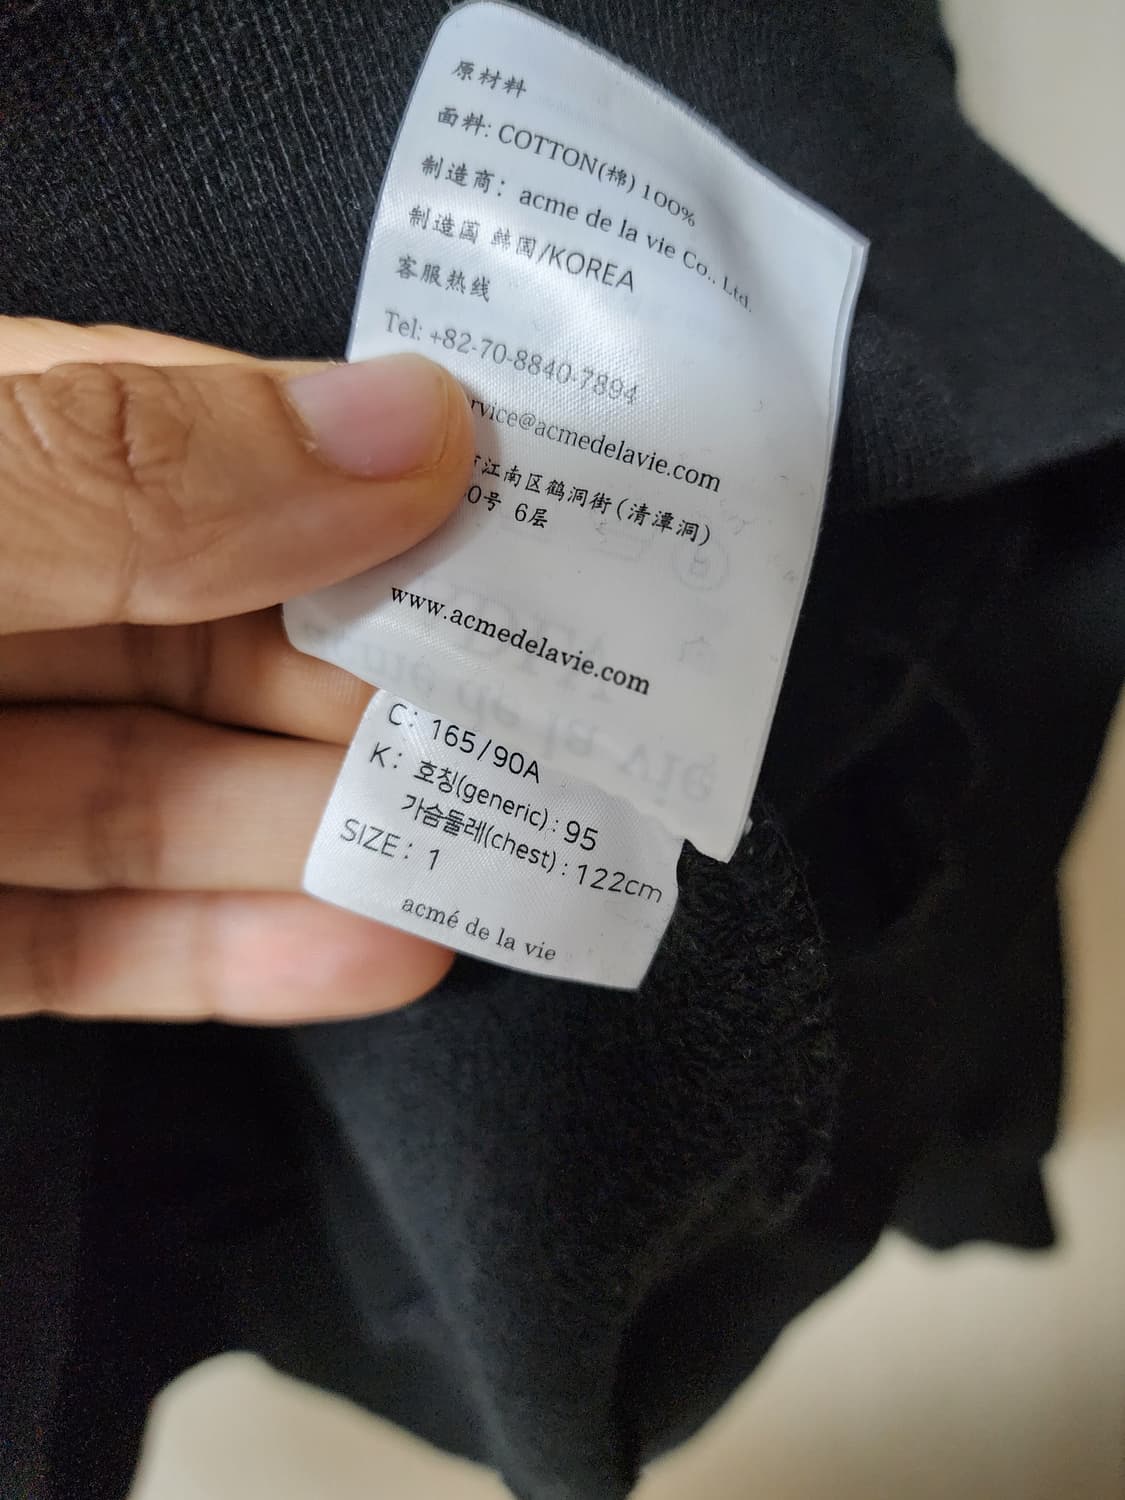 原材料
面料: COTTON(棉) 100%
制造商: acme de la vie Co., Ltd.
制造国 韩国/KOREA
客服热线
Tel: +82-70-8840-7894
rvice@acmedelavie.com
江南区鹤洞街(清潭洞)
0号 6层
www.acmedelavie.com
C: 165/90A
K: 호칭(generic) : 95
가슴둘레(chest) : 122cm
SIZE : 1
acmé de la vie